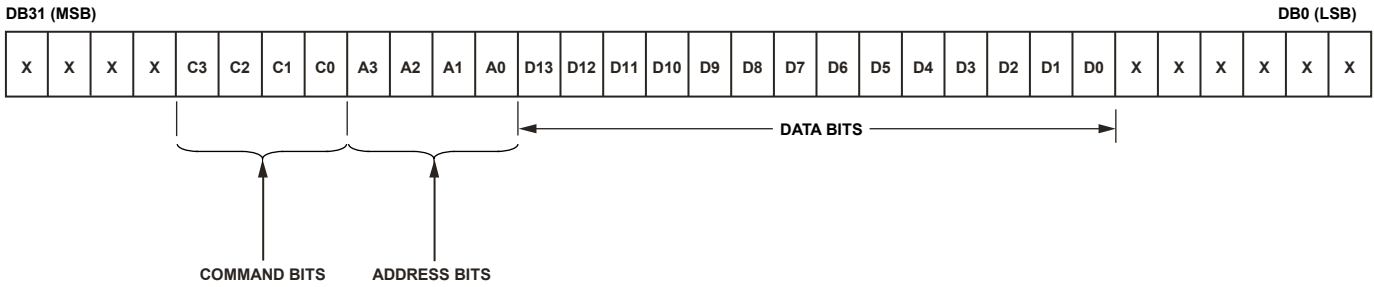 DB31 (MSB) DB0 (LSB)
X X X X C3 C2 C1 C0 A3 A2 A1 A0 D13 D12 D11 D10 D9 D8 D7 D6 D5 D4 D3 D2 D1 D0 X X X X X X
DATA BITS
COMMAND BITS ADDRESS BITS